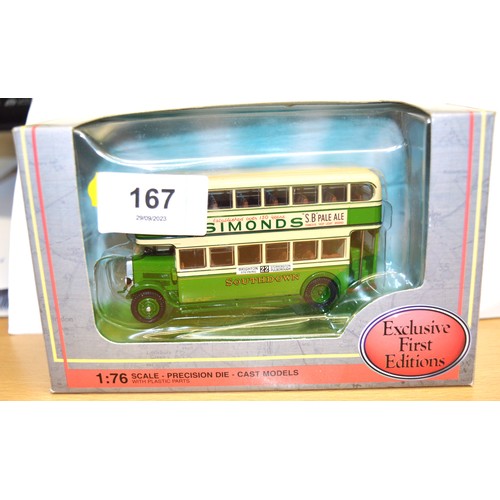 167
29/09/2023
SIMONDS
S.B PALE ALE
22
SOUTHDOWN
Exclusive
First
Editions
1:76 SCALE - PRECISION DIE - CAST MODELS
WITH PLASTIC PARTS